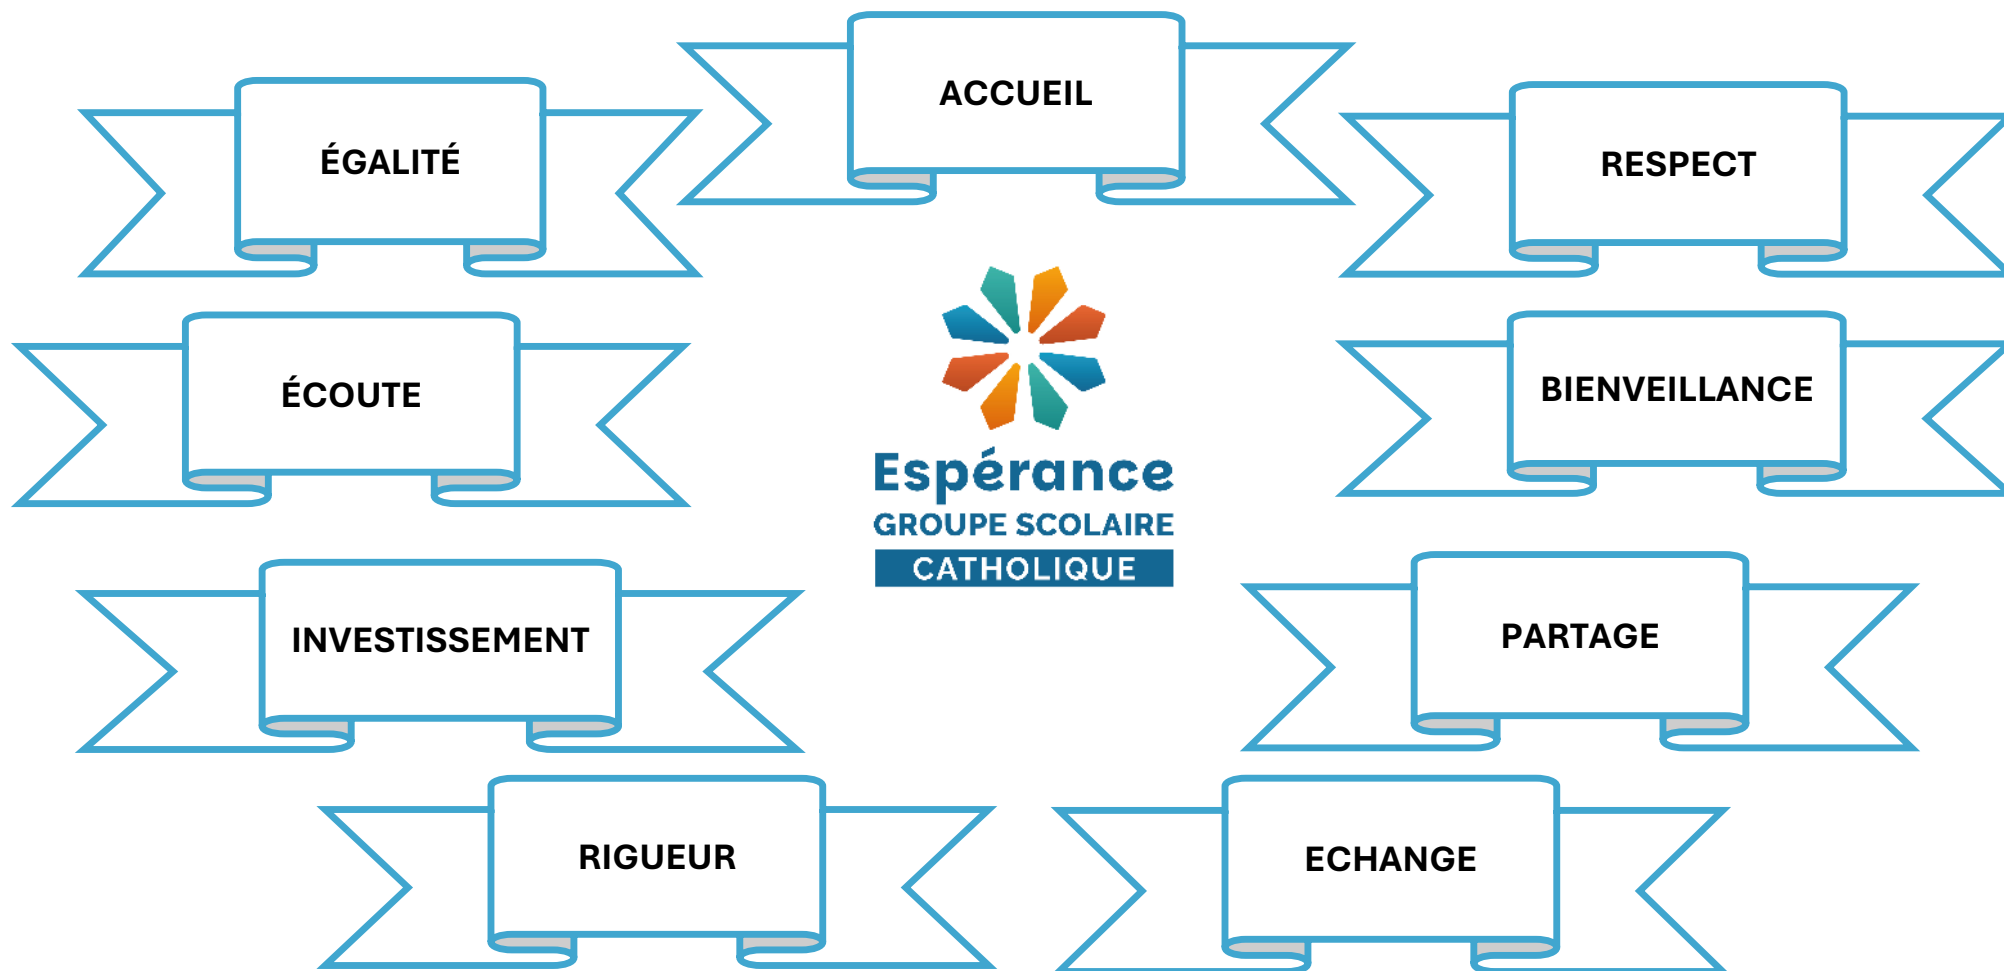 ACCUEIL
ÉGALITÉ
RESPECT
ÉCOUTE
BIENVEILLANCE
Espérance
GROUPE SCOLAIRE
CATHOLIQUE
INVESTISSEMENT
PARTAGE
RIGUEUR
ECHANGE